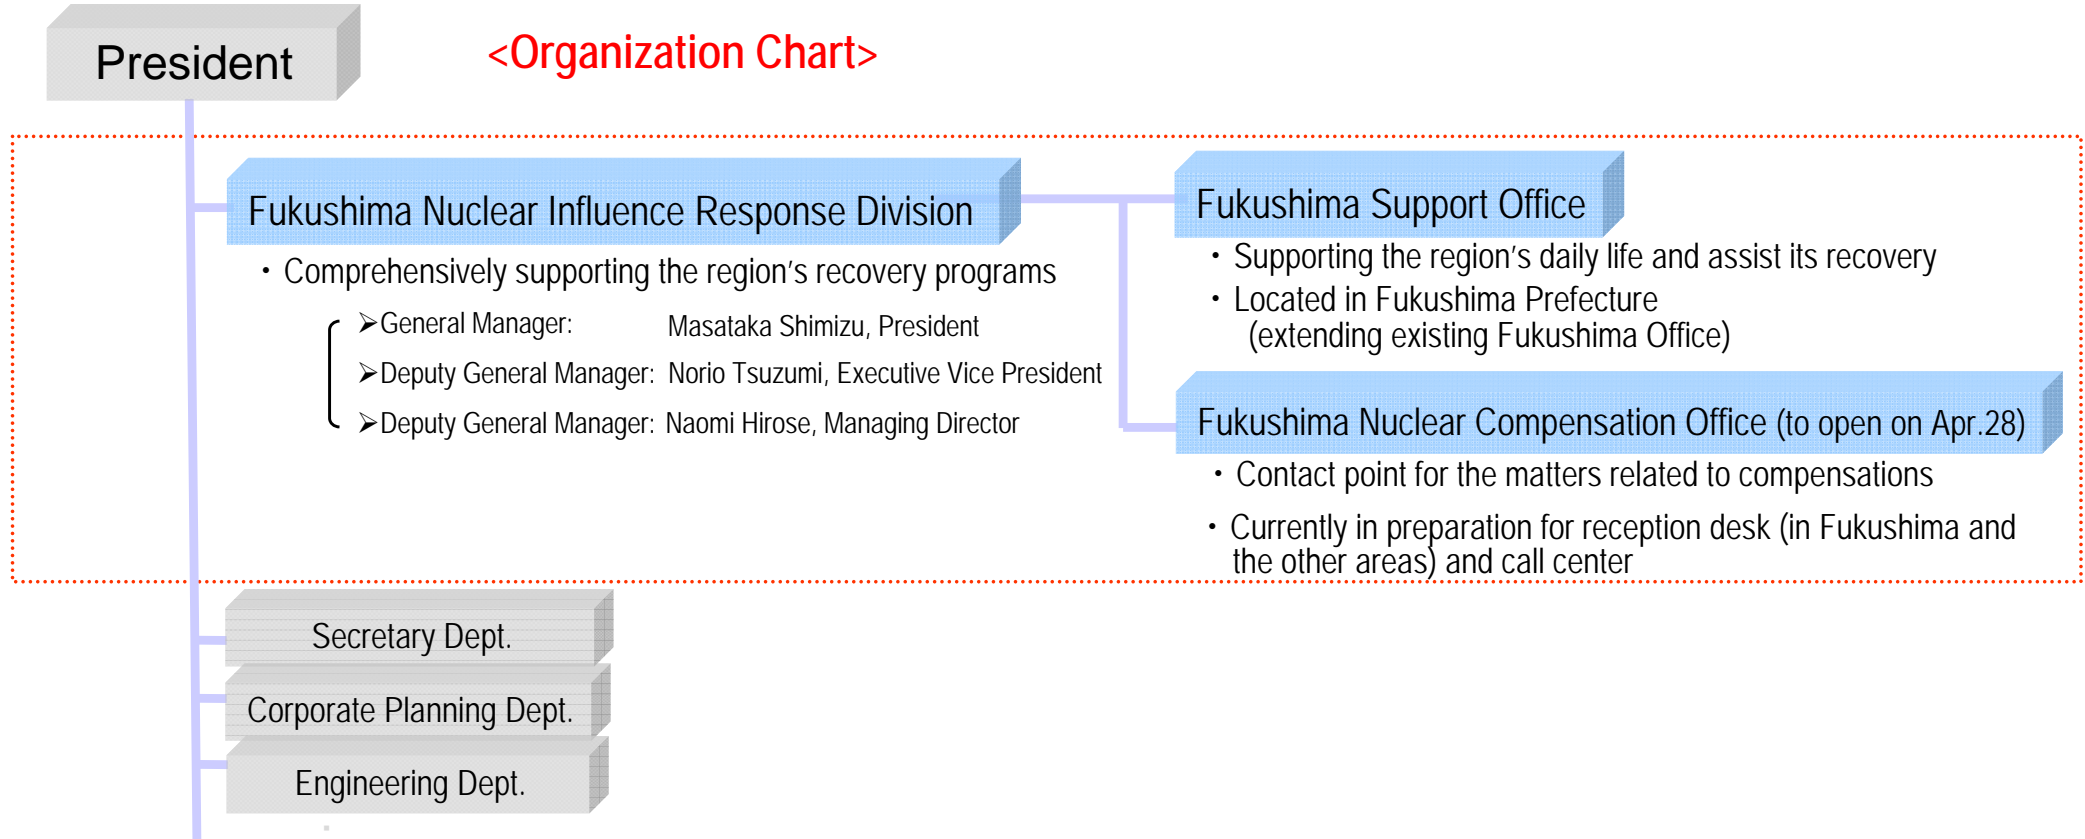 President
<Organization Chart>
Fukushima Nuclear Influence Response Division
・Comprehensively supporting the region's recovery programs
➢General Manager: Masataka Shimizu, President
➢Deputy General Manager: Norio Tsuzumi, Executive Vice President
➢Deputy General Manager: Naomi Hirose, Managing Director
Fukushima Support Office
・Supporting the region's daily life and assist its recovery
・Located in Fukushima Prefecture
(extending existing Fukushima Office)
Fukushima Nuclear Compensation Office (to open on Apr.28)
・Contact point for the matters related to compensations
・Currently in preparation for reception desk (in Fukushima and
the other areas) and call center
Secretary Dept.
Corporate Planning Dept.
Engineering Dept.